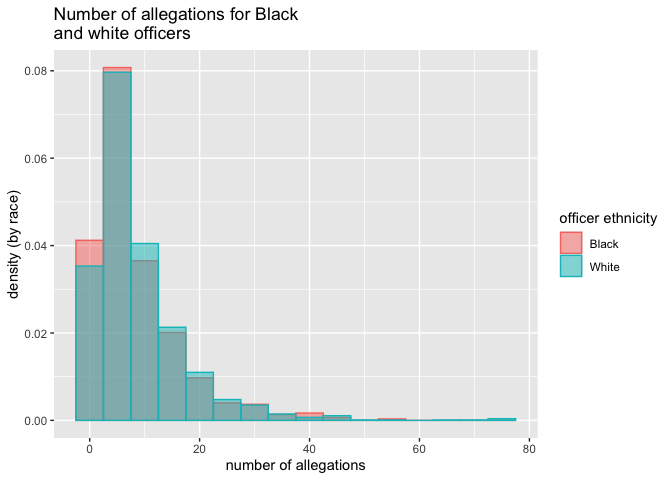 Number of allegations for Black
and white officers
density (by race)
0.08
0.06
0.04
0.02
0.00
0
20
40
60
80
number of allegations
officer ethnicity
Black
White